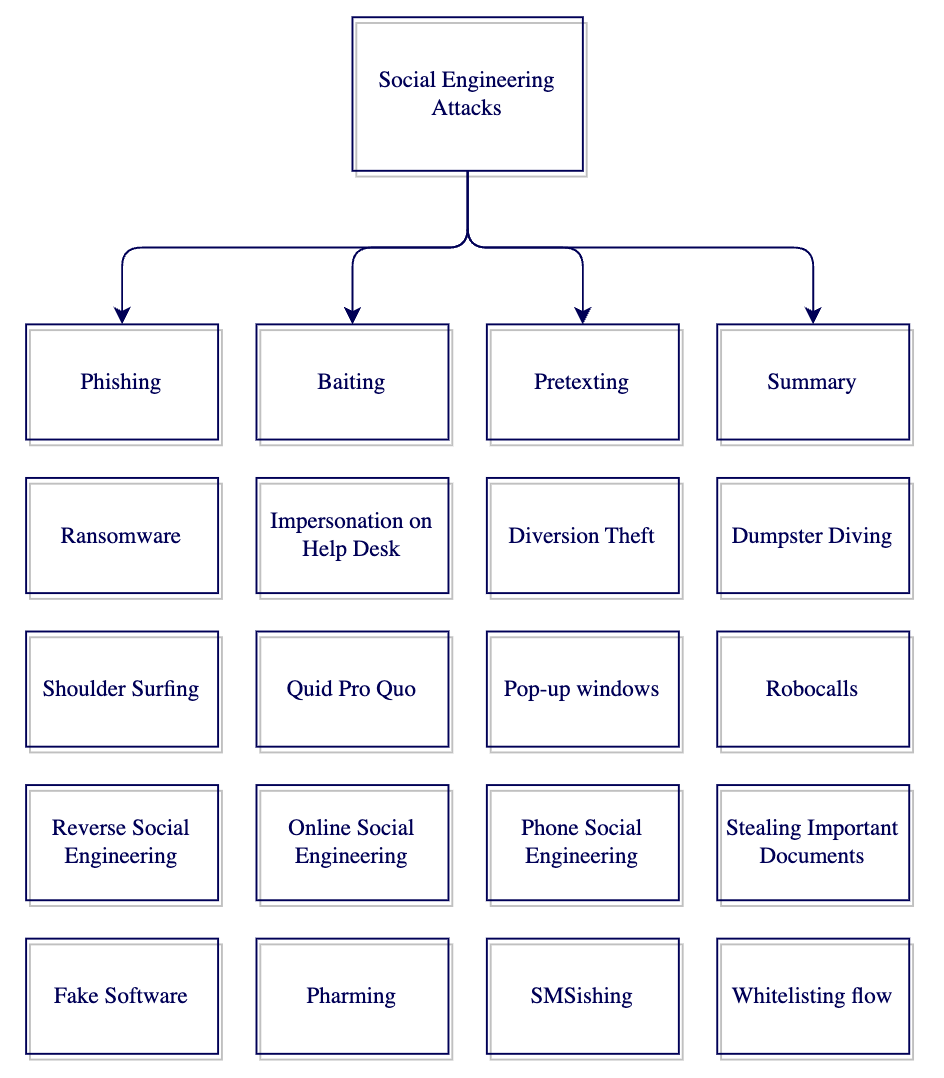 Social Engineering
Attacks
Phishing
Baiting
Pretexting
Summary
Ransomware
Impersonation on
Help Desk
Diversion Theft
Dumpster Diving
Shoulder Surfing
Quid Pro Quo
Pop-up windows
Robocalls
Reverse Social
Engineering
Online Social
Engineering
Phone Social
Engineering
Stealing Important
Documents
Fake Software
Pharming
SMSishing
Whitelisting flow